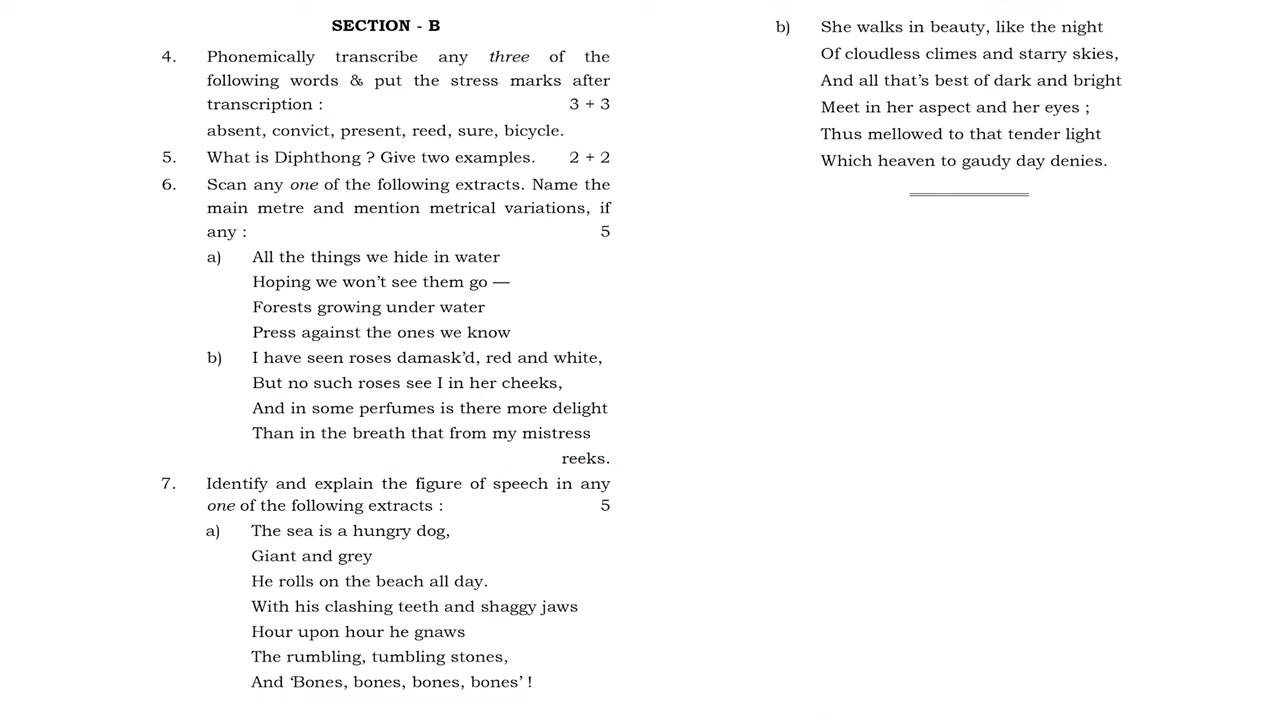 SECTION - B
4. Phonemically transcribe any three of the
following words & put the stress marks after
transcription : 3 + 3
absent, convict, present, reed, sure, bicycle.
5. What is Diphthong ? Give two examples. 2 + 2
6. Scan any one of the following extracts. Name the
main metre and mention metrical variations, if
any : 5
a) All the things we hide in water
Hoping we won’t see them go —
Forests growing under water
Press against the ones we know
b) I have seen roses damask’d, red and white,
But no such roses see I in her cheeks,
And in some perfumes is there more delight
Than in the breath that from my mistress
reeks.
7. Identify and explain the figure of speech in any
one of the following extracts : 5
a) The sea is a hungry dog,
Giant and grey
He rolls on the beach all day.
With his clashing teeth and shaggy jaws
Hour upon hour he gnaws
The rumbling, tumbling stones,
And ‘Bones, bones, bones, bones’ !
b) She walks in beauty, like the night
Of cloudless climes and starry skies,
And all that’s best of dark and bright
Meet in her aspect and her eyes ;
Thus mellowed to that tender light
Which heaven to gaudy day denies.